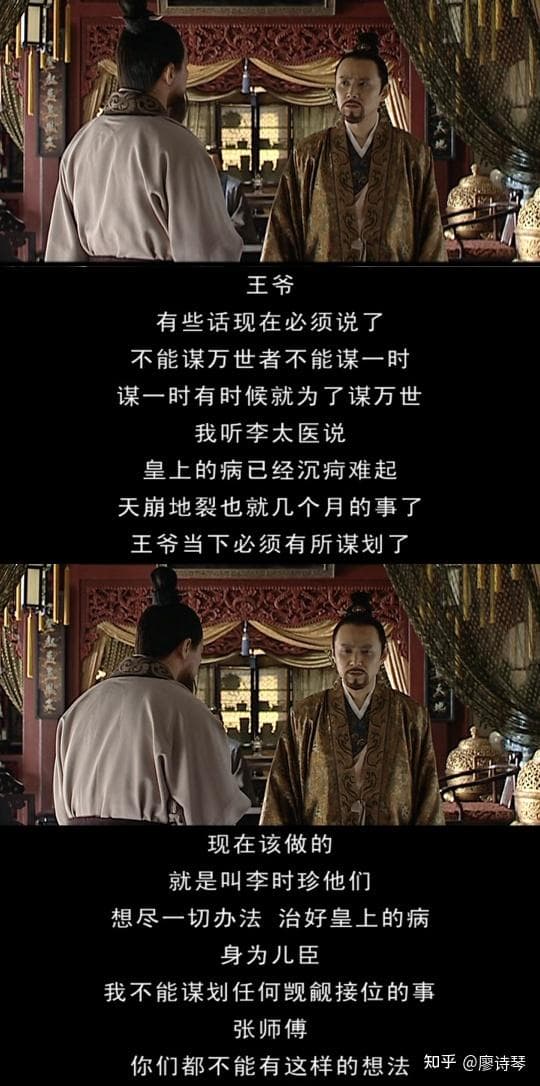 王爷
有些话现在必须说了
不能谋万世者不能谋一时
谋一时有时候就为了谋万世
我听李太医说
皇上的病已经沉疴难起
天崩地裂也就几个月的事了
王爷当下必须有所谋划了
现在该做的
就是叫李时珍他们
想尽一切办法 治好皇上的病
身为儿臣
我不能谋划任何觊觎接位的事
张师傅
你们都不能有这样的想法
知乎 @廖诗琴